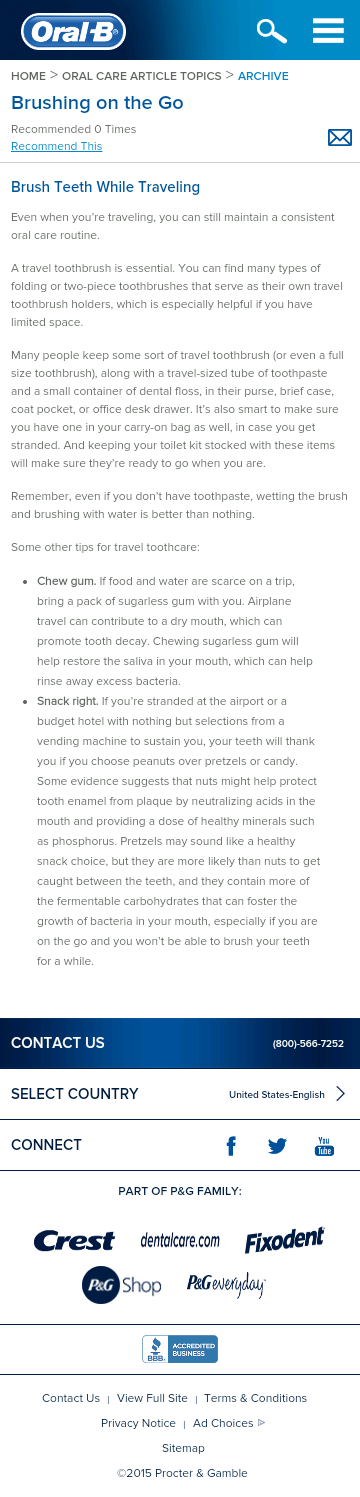 Oral-B
HOME > ORAL CARE ARTICLE TOPICS > ARCHIVE
Brushing on the Go
Recommended 0 Times
Recommend This
Brush Teeth While Traveling
Even when you’re traveling, you can still maintain a consistent
oral care routine.
A travel toothbrush is essential. You can find many types of
folding or two-piece toothbrushes that serve as their own travel
toothbrush holders, which is especially helpful if you have
limited space.
Many people keep some sort of travel toothbrush (or even a full
size toothbrush), along with a travel-sized tube of toothpaste
and a small container of dental floss, in their purse, brief case,
coat pocket, or office desk drawer. It’s also smart to make sure
you have one in your carry-on bag as well, in case you get
stranded. And keeping your toilet kit stocked with these items
will make sure they’re ready to go when you are.
Remember, even if you don’t have toothpaste, wetting the brush
and brushing with water is better than nothing.
Some other tips for travel toothcare:
• Chew gum. If food and water are scarce on a trip,
bring a pack of sugarless gum with you. Airplane
travel can contribute to a dry mouth, which can
promote tooth decay. Chewing sugarless gum will
help restore the saliva in your mouth, which can help
rinse away excess bacteria.
• Snack right. If you’re stranded at the airport or a
budget hotel with nothing but selections from a
vending machine to sustain you, your teeth will thank
you if you choose peanuts over pretzels or candy.
Some evidence suggests that nuts might help protect
tooth enamel from plaque by neutralizing acids in the
mouth and providing a dose of healthy minerals such
as phosphorus. Pretzels may sound like a healthy
snack choice, but they are more likely than nuts to get
caught between the teeth, and they contain more of
the fermentable carbohydrates that can foster the
growth of bacteria in your mouth, especially if you are
on the go and you won’t be able to brush your teeth
for a while.
CONTACT US (800)-566-7252
SELECT COUNTRY United States-English
CONNECT You Tube
PART OF P&G FAMILY:
Crest dentalcare.com Fixodent
P&G Shop P&G everyday
BBB. ACCREDITED BUSINESS
Contact Us | View Full Site | Terms & Conditions
Privacy Notice | Ad Choices
Sitemap
©2015 Procter & Gamble